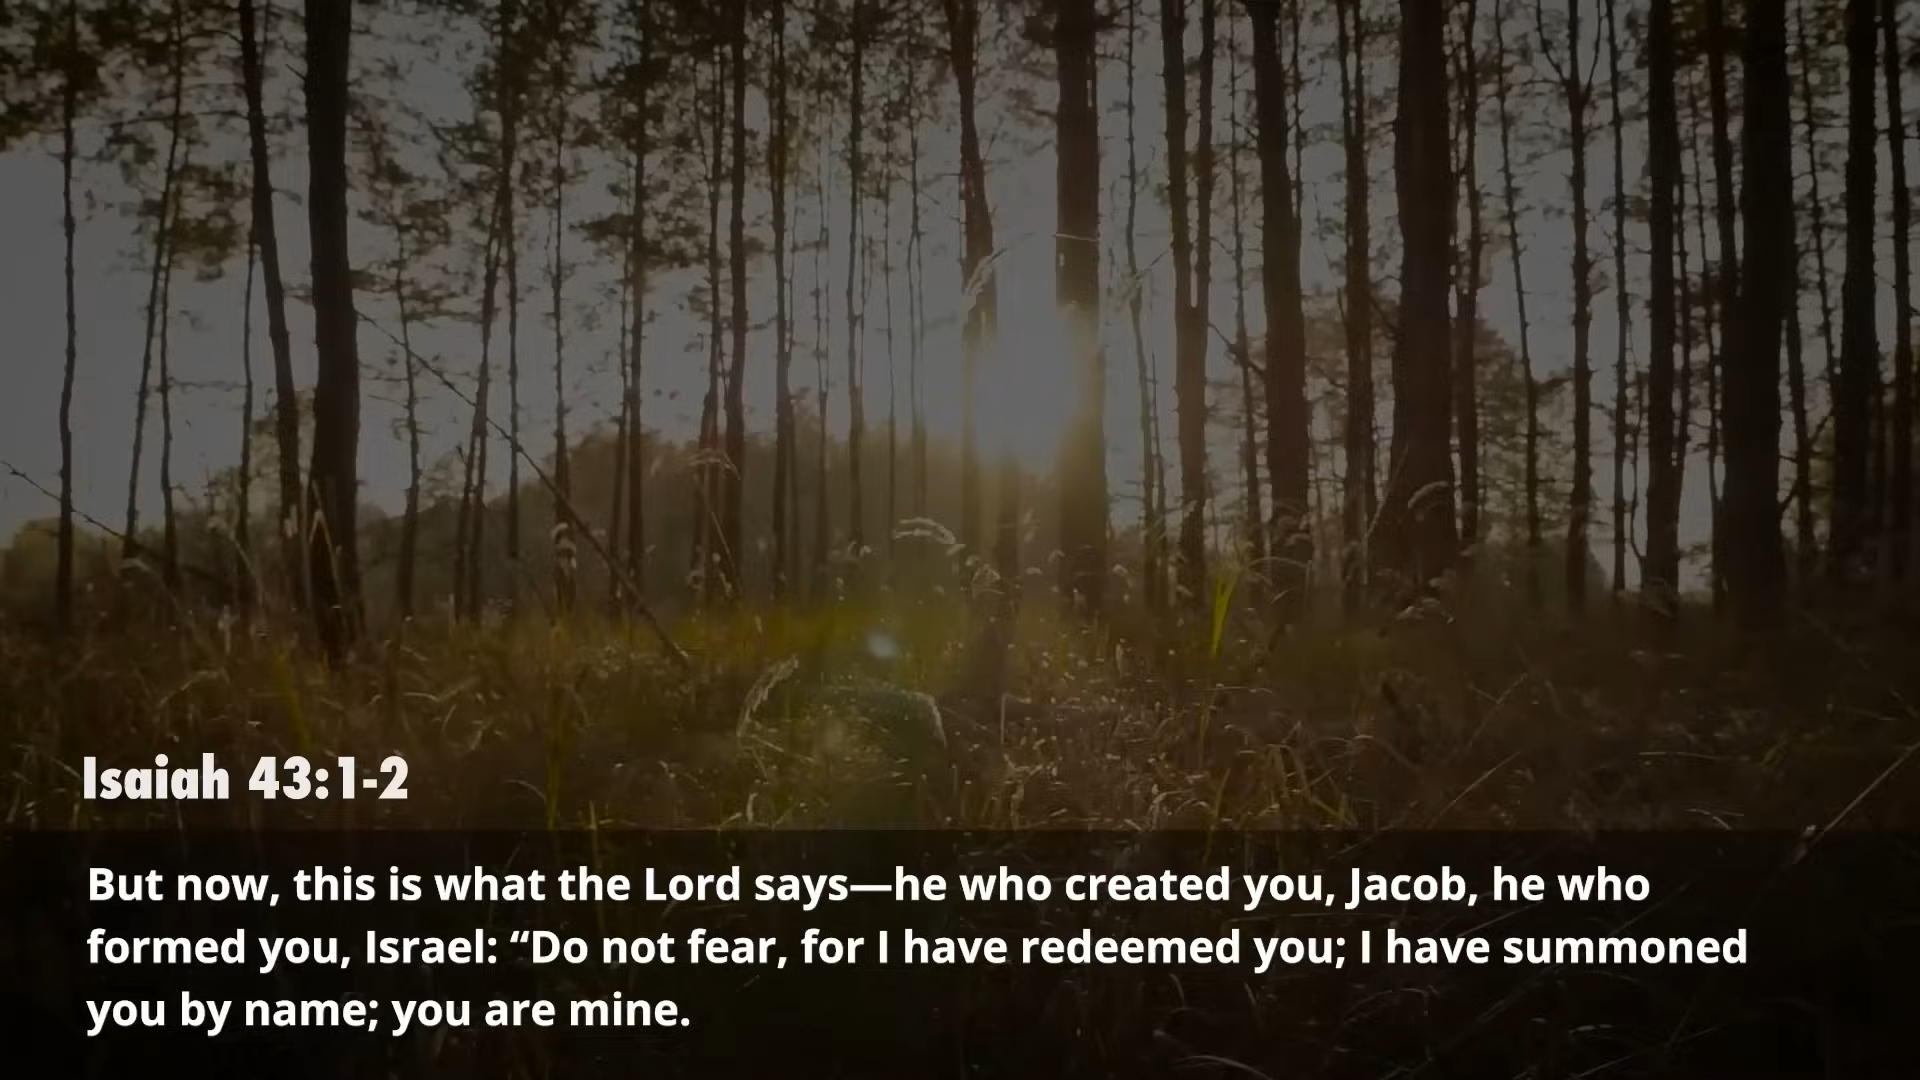 Isaiah 43:1-2
But now, this is what the Lord says—he who created you, Jacob, he who
formed you, Israel: “Do not fear, for I have redeemed you; I have summoned
you by name; you are mine.